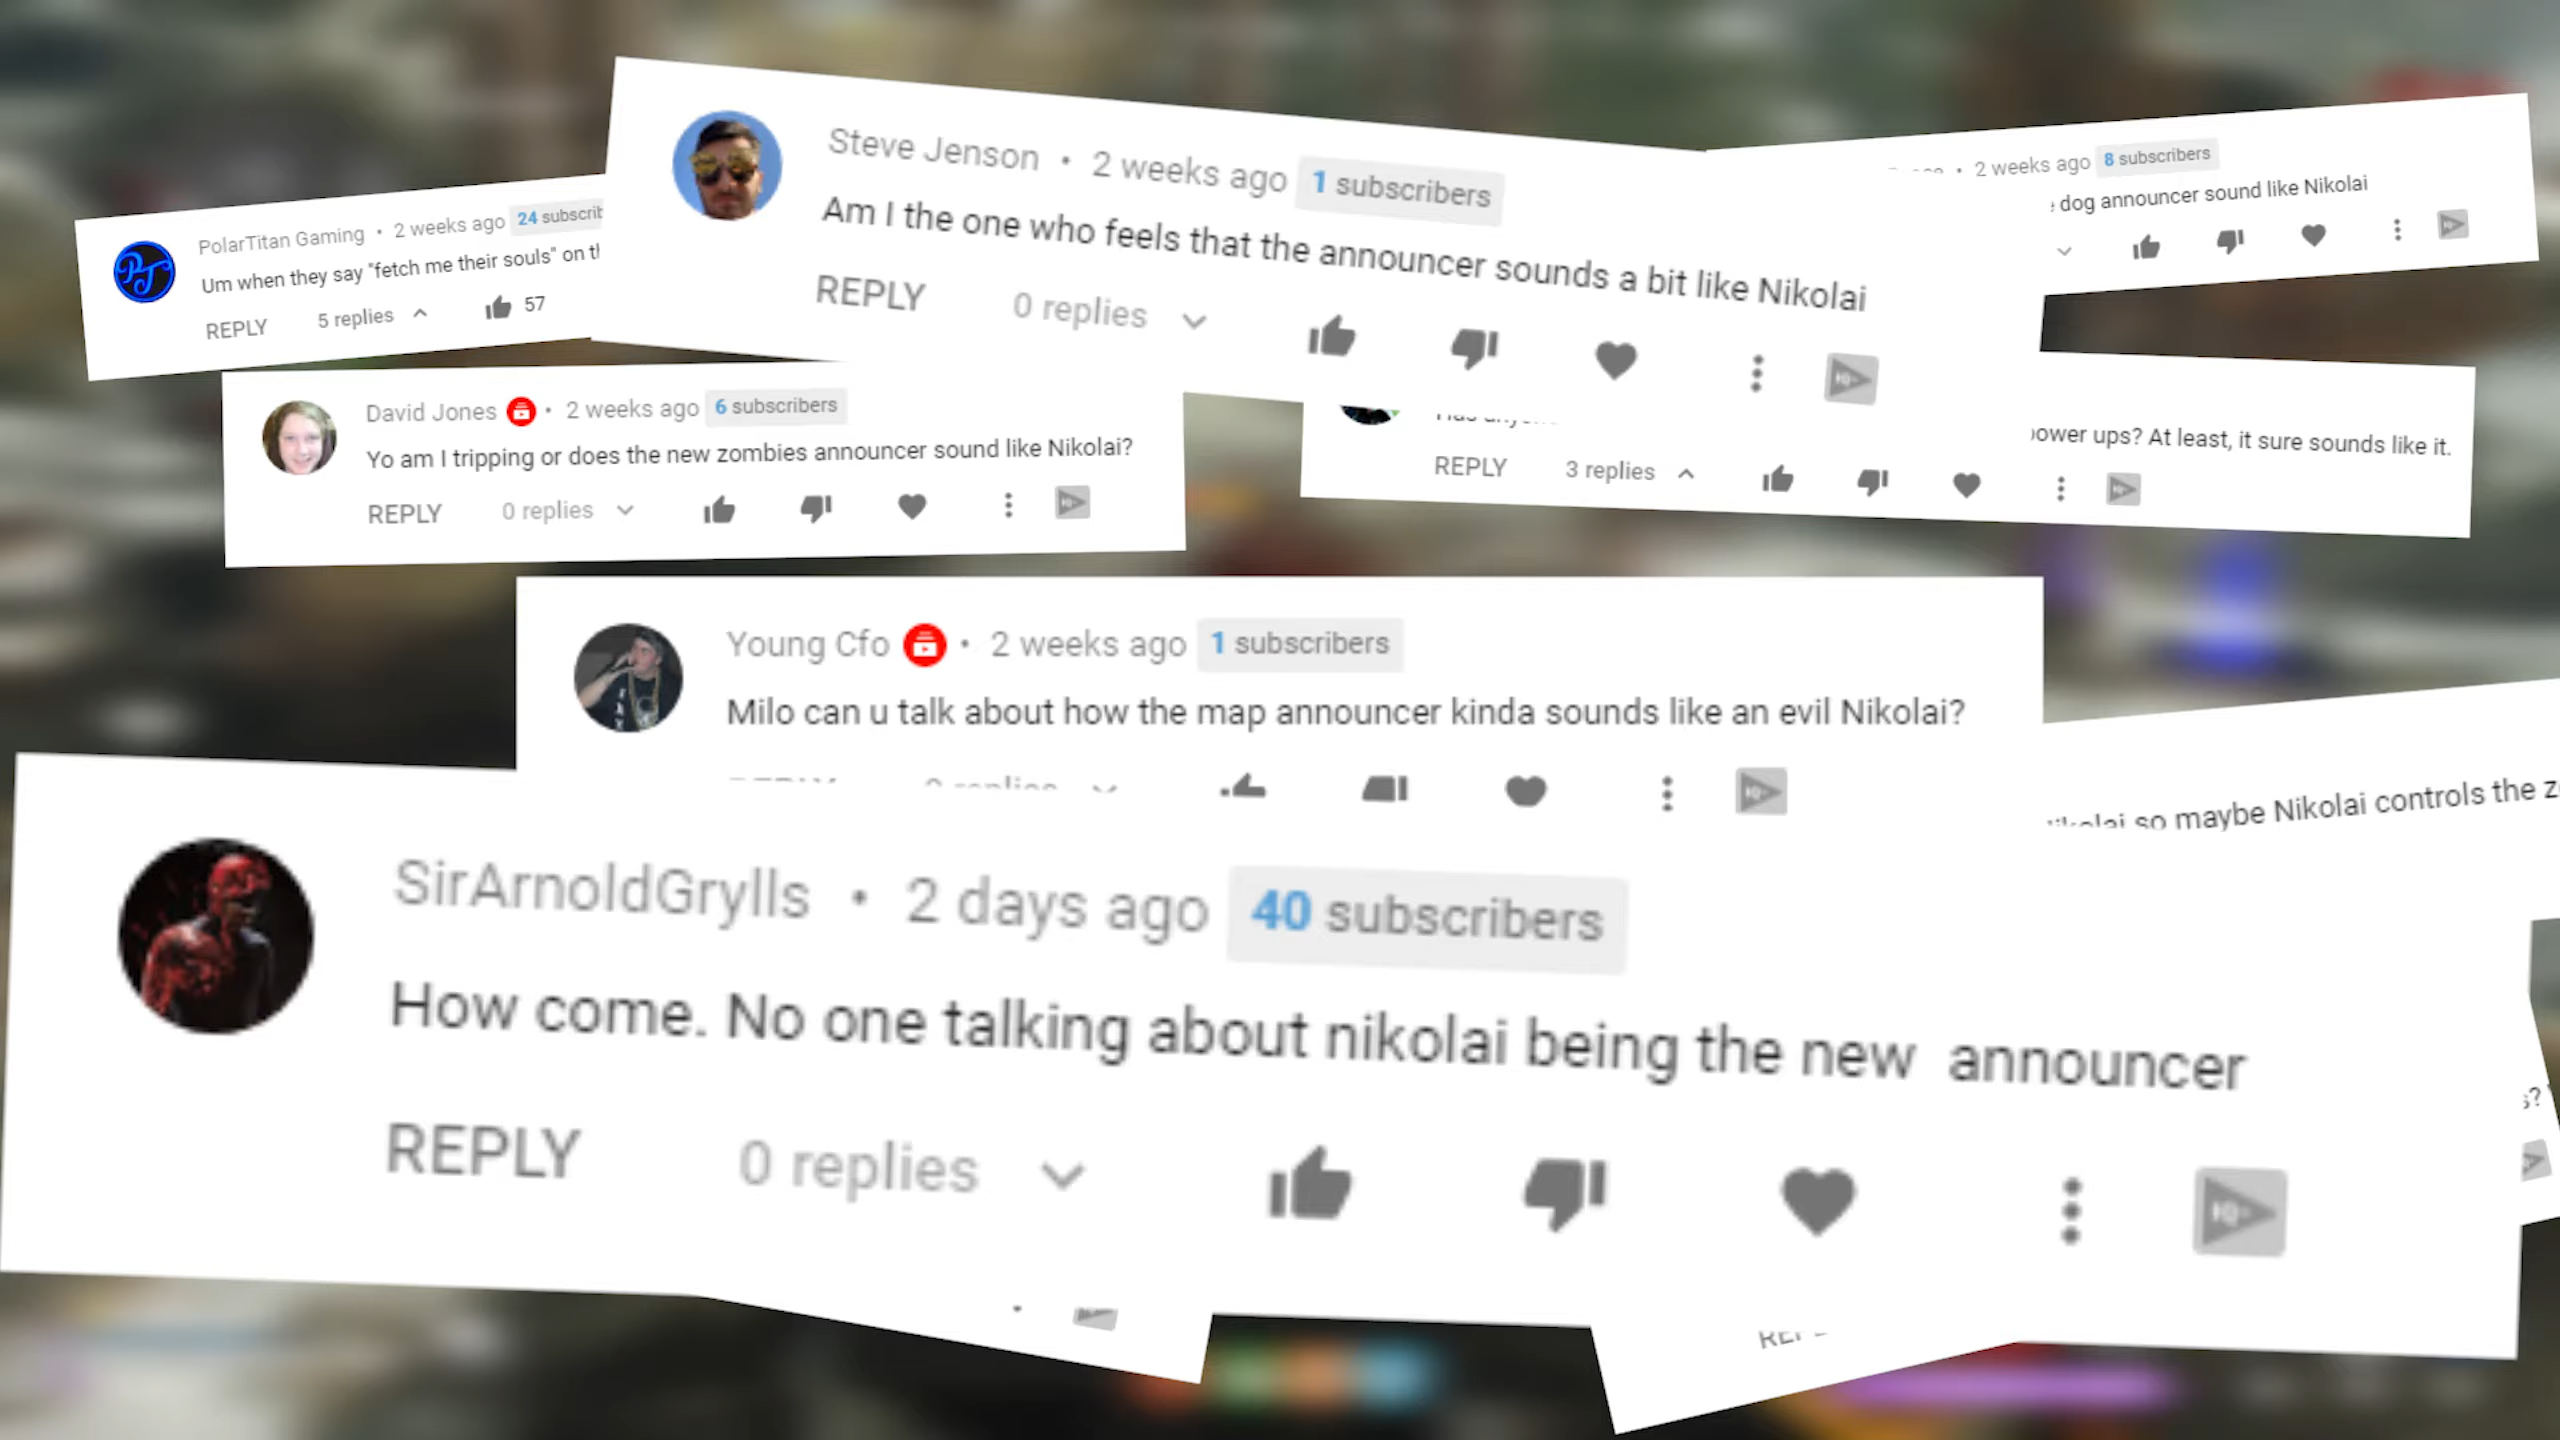 Steve Jenson • 2 weeks ago 1 subscribers
Am I the one who feels that the announcer sounds a bit like Nikolai
REPLY 0 replies
2 weeks ago 8 subscribers
dog announcer sound like Nikolai
PolarTitan Gaming • 2 weeks ago 24
Um when they say "fetch me their souls" on
REPLY 5 replies 57
David Jones • 2 weeks ago 6 subscribers
Yo am I tripping or does the new zombies announcer sound like Nikolai?
REPLY 0 replies
ups? At least, it sure sounds like it.
REPLY 3 replies
Young Cfo • 2 weeks ago 1 subscribers
Milo can u talk about how the map announcer kinda sounds like an evil Nikolai?
so maybe Nikolai controls the
SirArnoldGrylls • 2 days ago 40 subscribers
How come. No one talking about nikolai being the new announcer
REPLY 0 replies